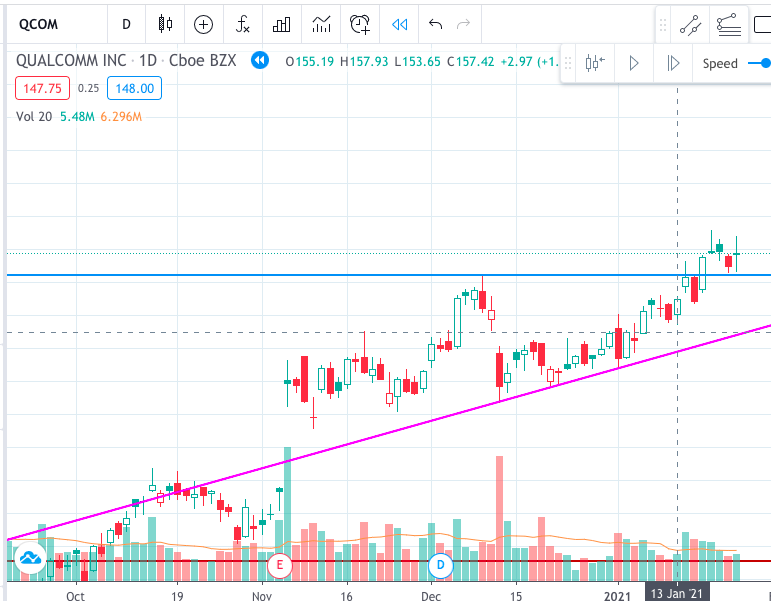 QCOM D
Speed
QUALCOMM INC · 1D · Cboe BZX O155.19 H157.93 L153.65 C157.42 +2.97 (+1.
147.75 0.25 148.00
Vol 20 5.48M 6.296M
E D
Oct 19 Nov 16 Dec 15 2021 13 Jan '21